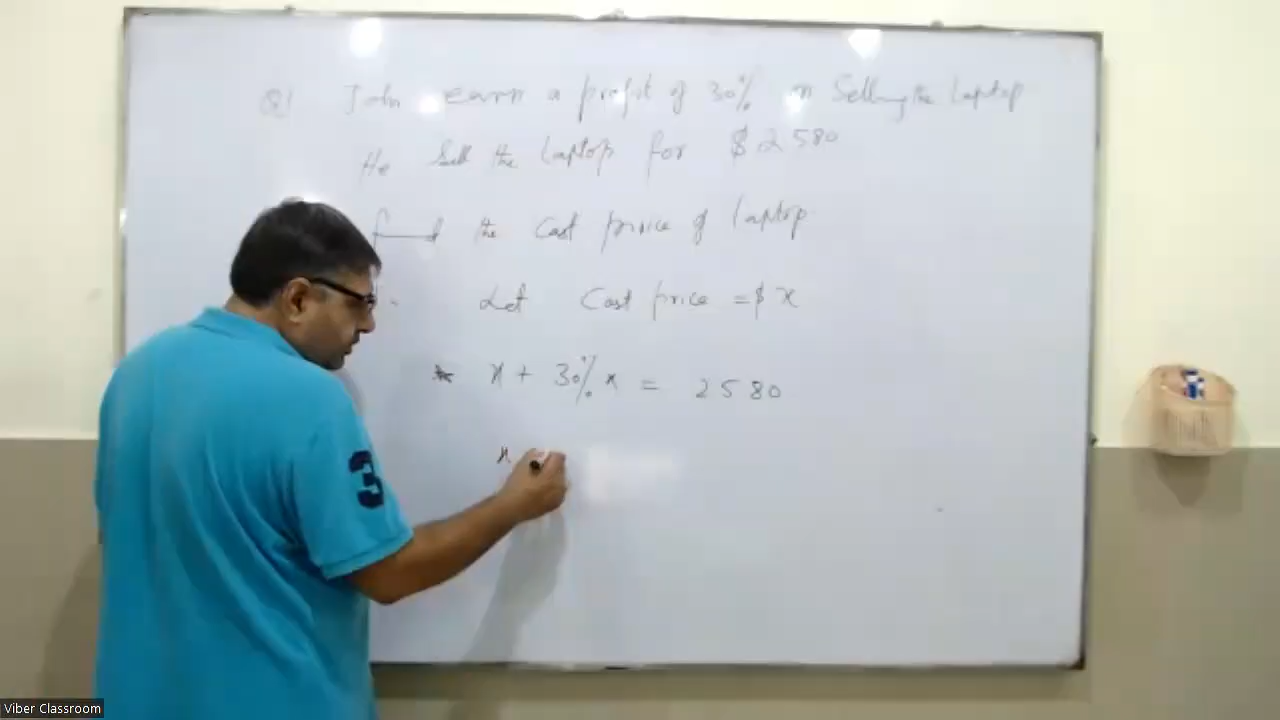 Q1 John earn a profit of 30% on Selling the Laptop
He Sell the Laptop for $ 2580
find the Cost price of laptop
Let Cost price = $ x
x + 30% x = 2580
x
3
Viber Classroom